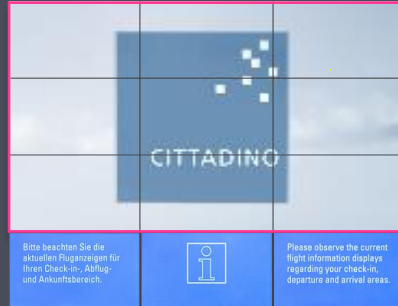 CITTADINO
Bitte beachten Sie die
aktuellen Fluganzeigen für
Ihren Check-in-, Abflug-
und Ankunftsbereich.
Please observe the current
flight information displays
regarding your check-in,
departure and arrival areas.